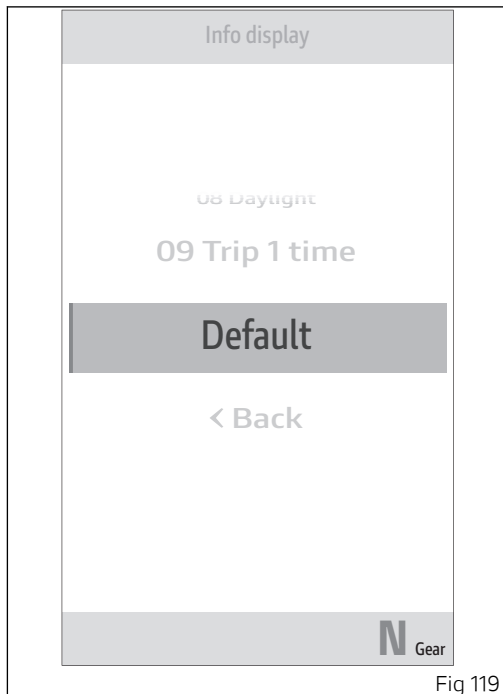 Info display
08 Daylight
09 Trip 1 time
Default
< Back
N Gear
Fig 119